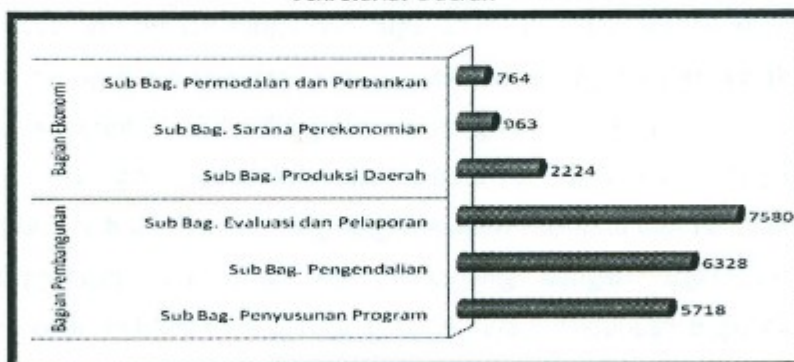 Bagian Ekonomi
Sub Bag. Permodalan dan Perbankan 764
Sub Bag. Sarana Perekonomian 963
Sub Bag. Produksi Daerah 2224
Bagian Pembangunan
Sub Bag. Evaluasi dan Pelaporan 7580
Sub Bag. Pengendalian 6328
Sub Bag. Penyusunan Program 5718